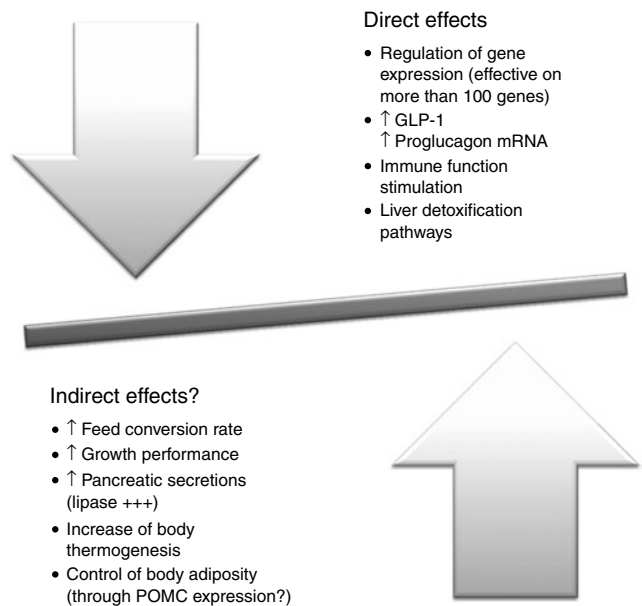 Direct effects
• Regulation of gene
expression (effective on
more than 100 genes)
• ↑ GLP-1
↑ Proglucagon mRNA
• Immune function
stimulation
• Liver detoxification
pathways
Indirect effects?
• ↑ Feed conversion rate
• ↑ Growth performance
• ↑ Pancreatic secretions
(lipase +++)
• Increase of body
thermogenesis
• Control of body adiposity
(through POMC expression?)